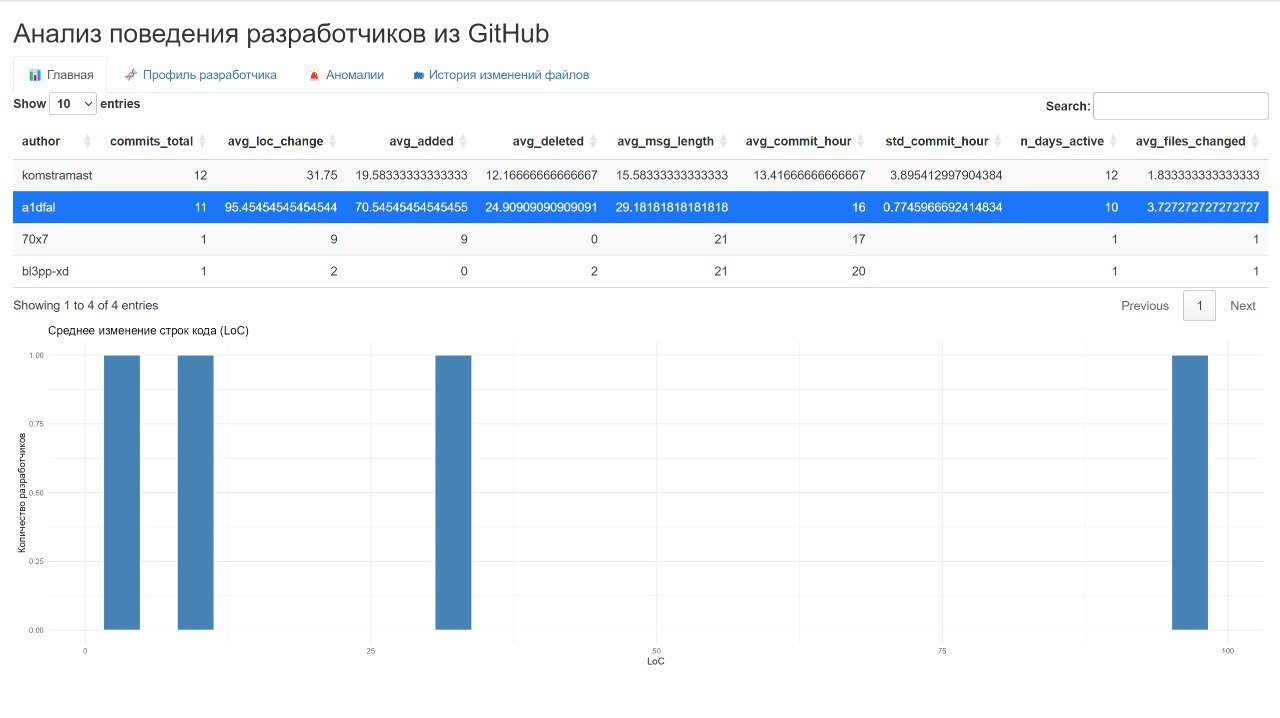 Анализ поведения разработчиков из GitHub
Главная Профиль разработчика Аномалии История изменений файлов
Show 10 entries Search:
author commits_total avg_loc_change avg_added avg_deleted avg_msg_length avg_commit_hour std_commit_hour n_days_active avg_files_changed
komstramast 12 31.75 19.58333333333333 12.16666666666667 15.58333333333333 13.41666666666667 3.895412997904384 12 1.833333333333333
a1dfal 11 95.45454545454544 70.54545454545455 24.90909090909091 29.18181818181818 16 0.7745966692414834 10 3.727272727272727
70x7 1 9 9 0 21 17 1 1
bl3pp-xd 1 2 0 2 21 20 1 1
Showing 1 to 4 of 4 entries Previous 1 Next
Среднее изменение строк кода (LoC)
Количество разработчиков
1.00
0.75
0.50
0.25
0.00
0 25 50 75 100
LoC